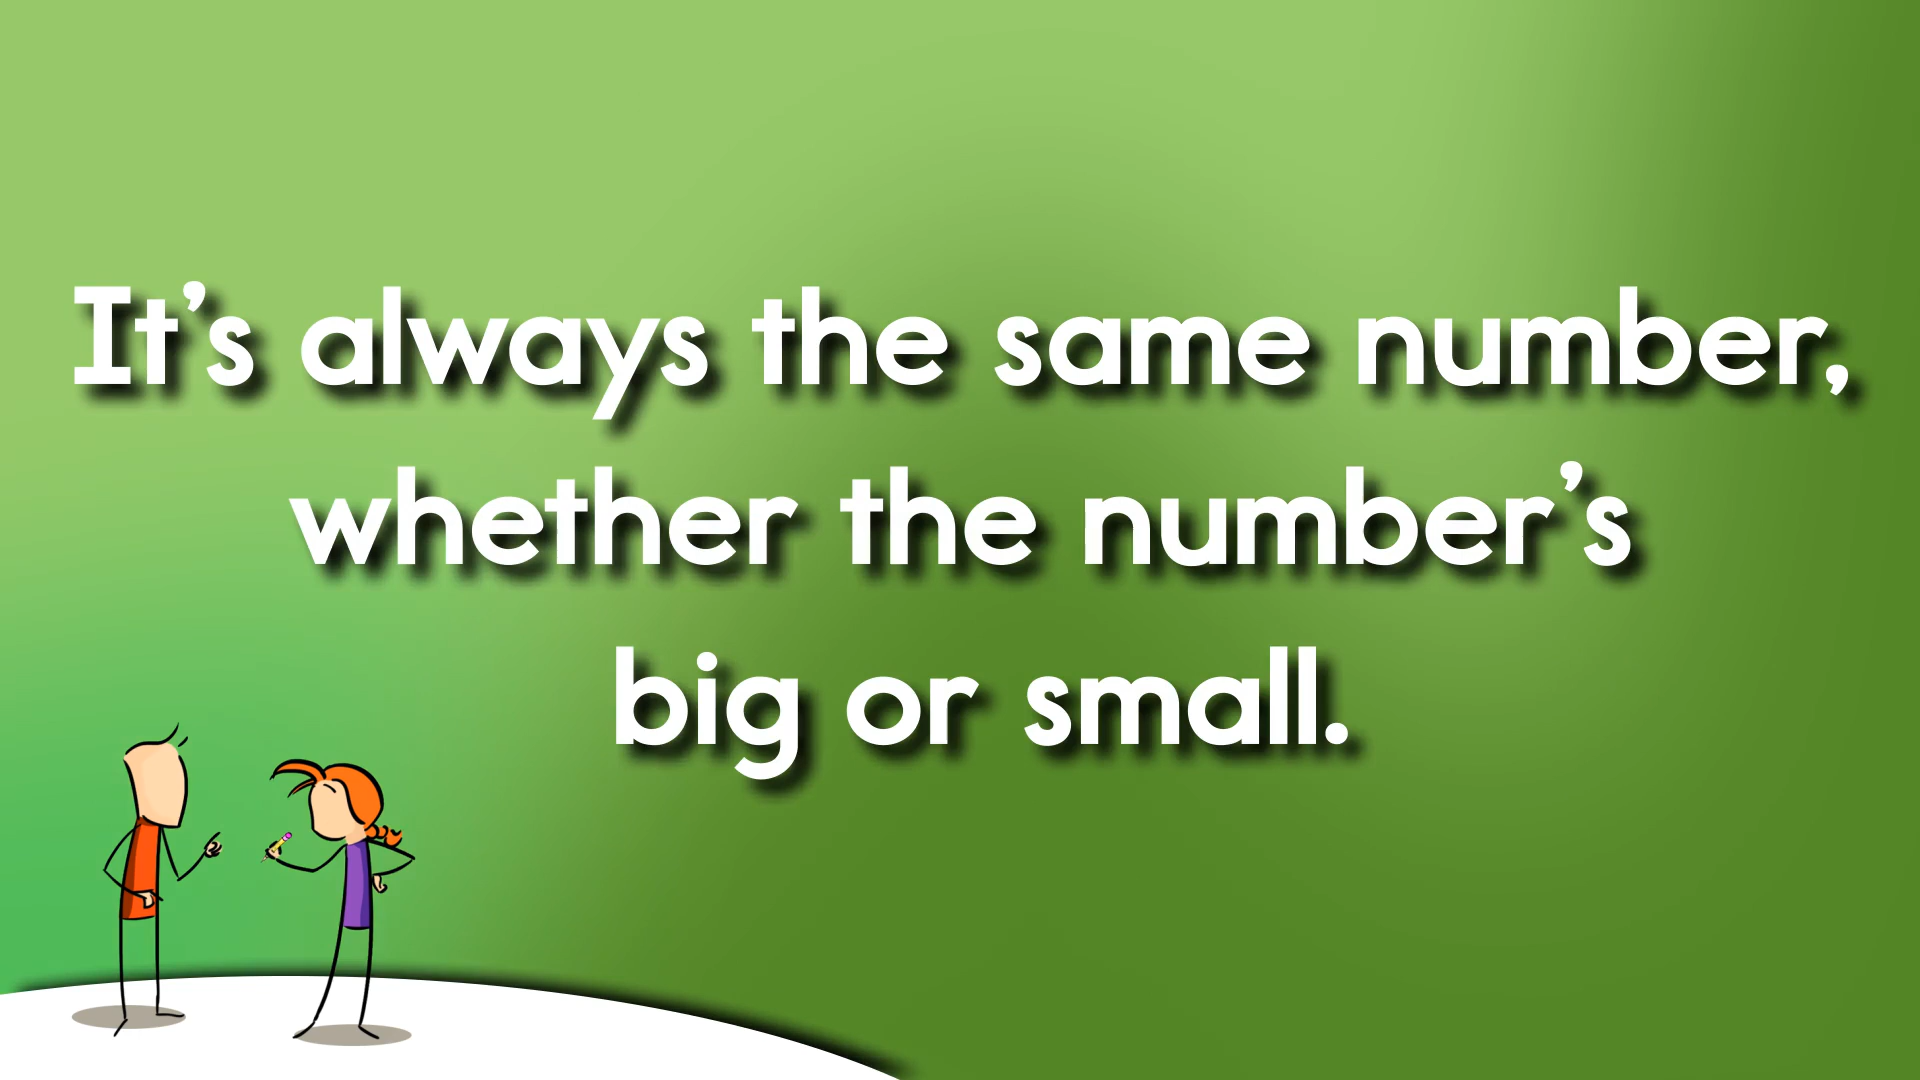 It’s always the same number,
whether the number’s
big or small.